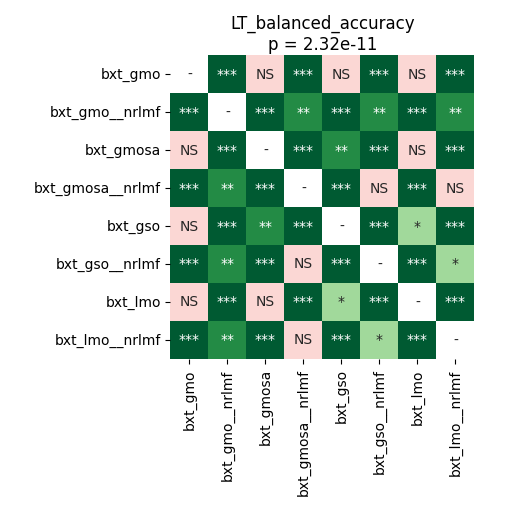 LT_balanced_accuracy
p = 2.32e-11
bxt_gmo - *** NS *** NS *** NS ***
bxt_gmo__nrlmf *** - *** ** *** ** *** **
bxt_gmosa NS *** - *** ** *** NS ***
bxt_gmosa__nrlmf *** ** *** - *** NS *** NS
bxt_gso NS *** ** *** - *** * ***
bxt_gso__nrlmf *** ** *** NS *** - *** *
bxt_lmo NS *** NS *** * *** - ***
bxt_lmo__nrlmf *** ** *** NS *** * *** -
bxt_gmo
bxt_gmo__nrlmf
bxt_gmosa
bxt_gmosa__nrlmf
bxt_gso
bxt_gso__nrlmf
bxt_lmo
bxt_lmo__nrlmf